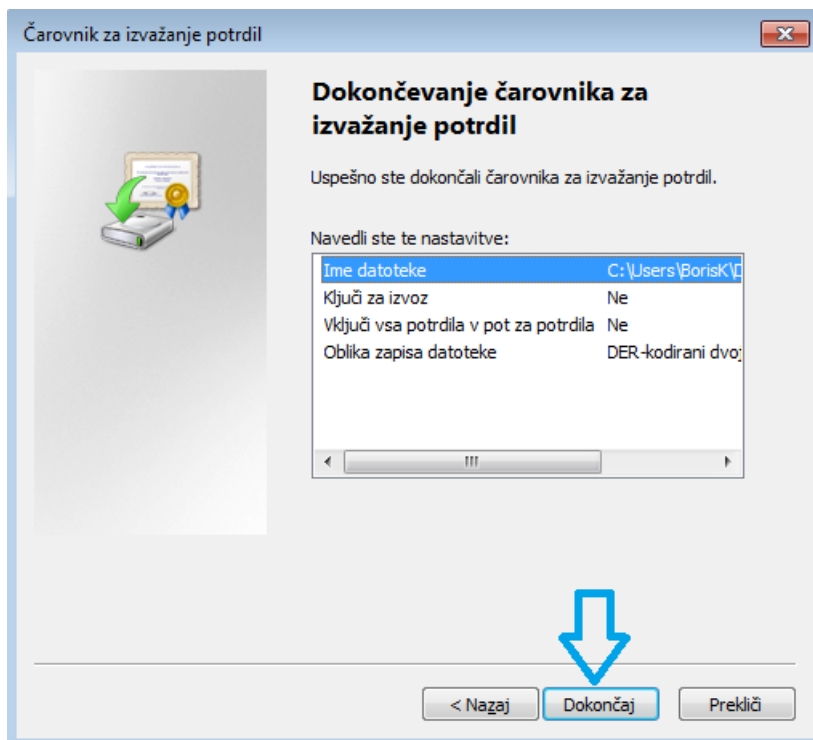 Čarovnik za izvažanje potrdil
Dokončevanje čarovnika za
izvažanje potrdil
Uspešno ste dokončali čarovnika za izvažanje potrdil.
Navedli ste te nastavitve:
Ime datoteke C:\Users\BorisK\D
Ključi za izvoz Ne
Vključi vsa potrdila v pot za potrdila Ne
Oblika zapisa datoteke DER-kodirani dvoj
< Nazaj Dokončaj Prekliči